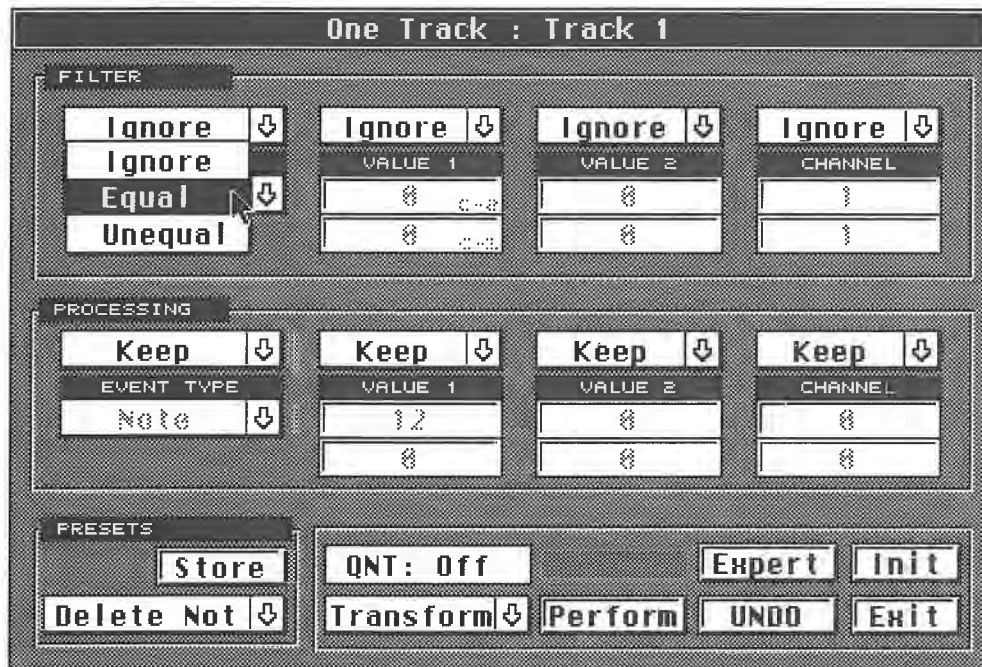 One Track : Track 1
FILTER
Ignore Ignore Ignore Ignore
Ignore VALUE 1 VALUE 2 CHANNEL
Equal 0 c-2 0 1
Unequal 0 c-2 0 1
PROCESSING
Keep Keep Keep Keep
EVENT TYPE VALUE 1 VALUE 2 CHANNEL
Note 12 0 0
0 0 0
PRESETS
Store QNT: Off Expert Init
Delete Not Transform Perform UNDO Exit